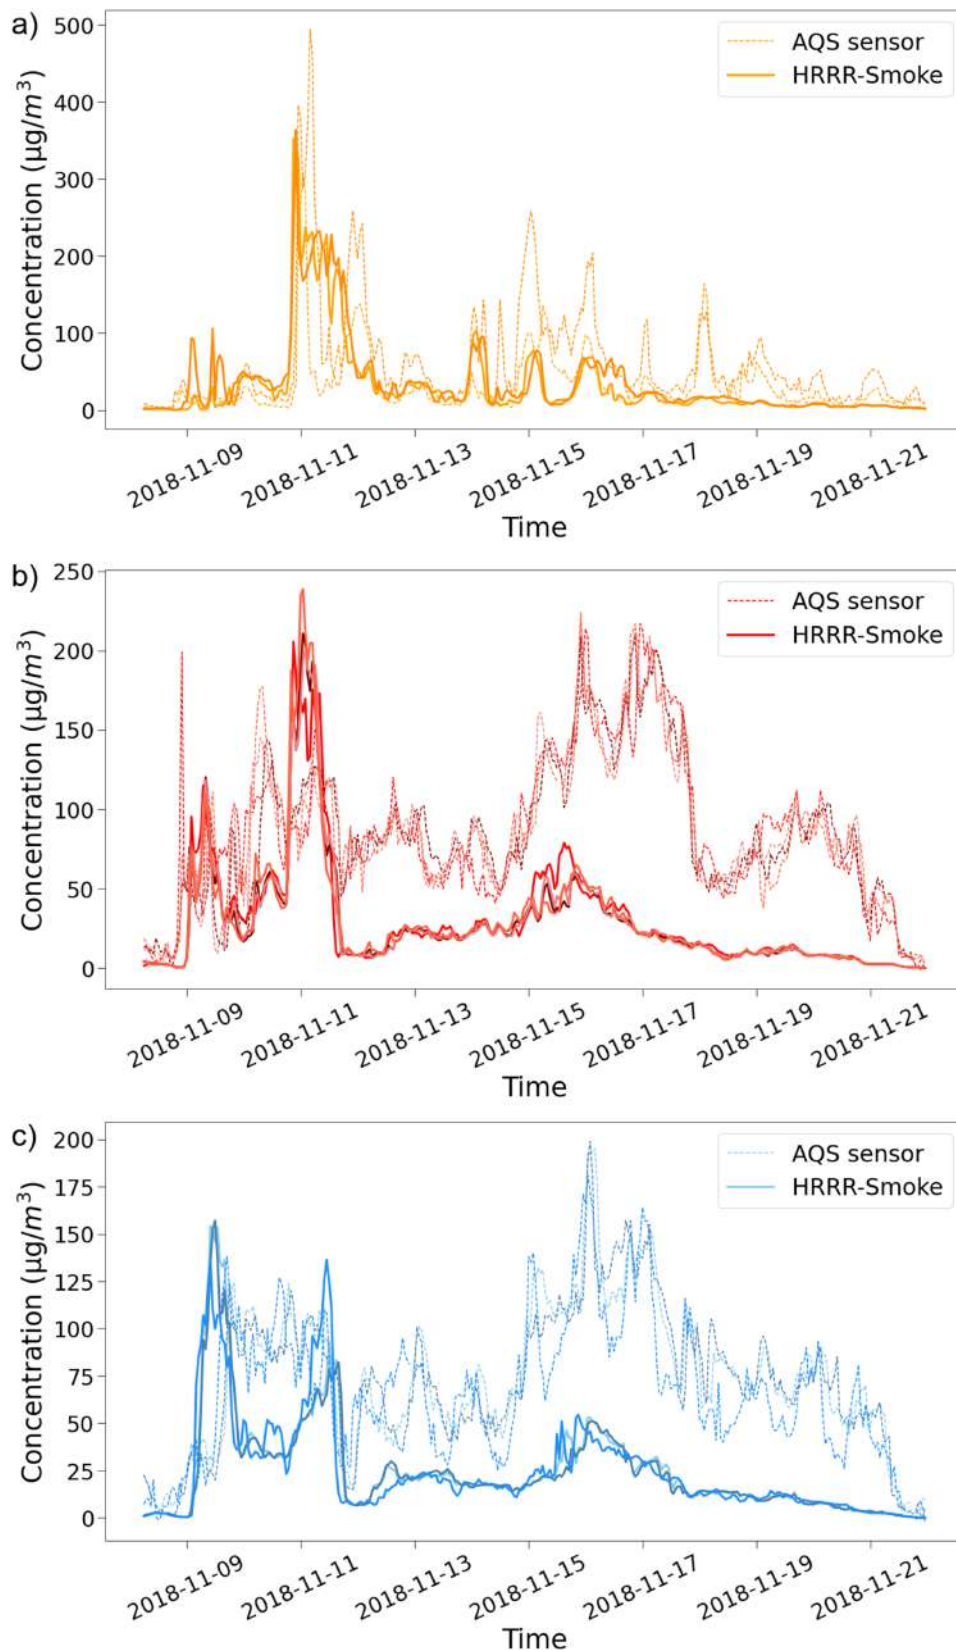 a)
500
400
300
200
100
0
Concentration (µg/m³)
AQS sensor
HRRR-Smoke
2018-11-09
2018-11-11
2018-11-13
2018-11-15
2018-11-17
2018-11-19
2018-11-21
Time
b)
250
200
150
100
50
0
Concentration (µg/m³)
AQS sensor
HRRR-Smoke
2018-11-09
2018-11-11
2018-11-13
2018-11-15
2018-11-17
2018-11-19
2018-11-21
Time
c)
200
175
150
125
100
75
50
25
0
Concentration (µg/m³)
AQS sensor
HRRR-Smoke
2018-11-09
2018-11-11
2018-11-13
2018-11-15
2018-11-17
2018-11-19
2018-11-21
Time